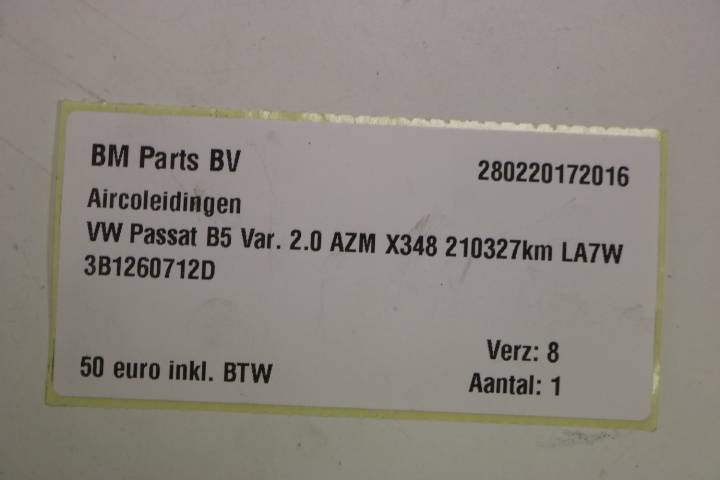 BM Parts BV 280220172016
Aircoleidingen
VW Passat B5 Var. 2.0 AZM X348 210327km LA7W
3B1260712D
Verz: 8
50 euro inkl. BTW Aantal: 1